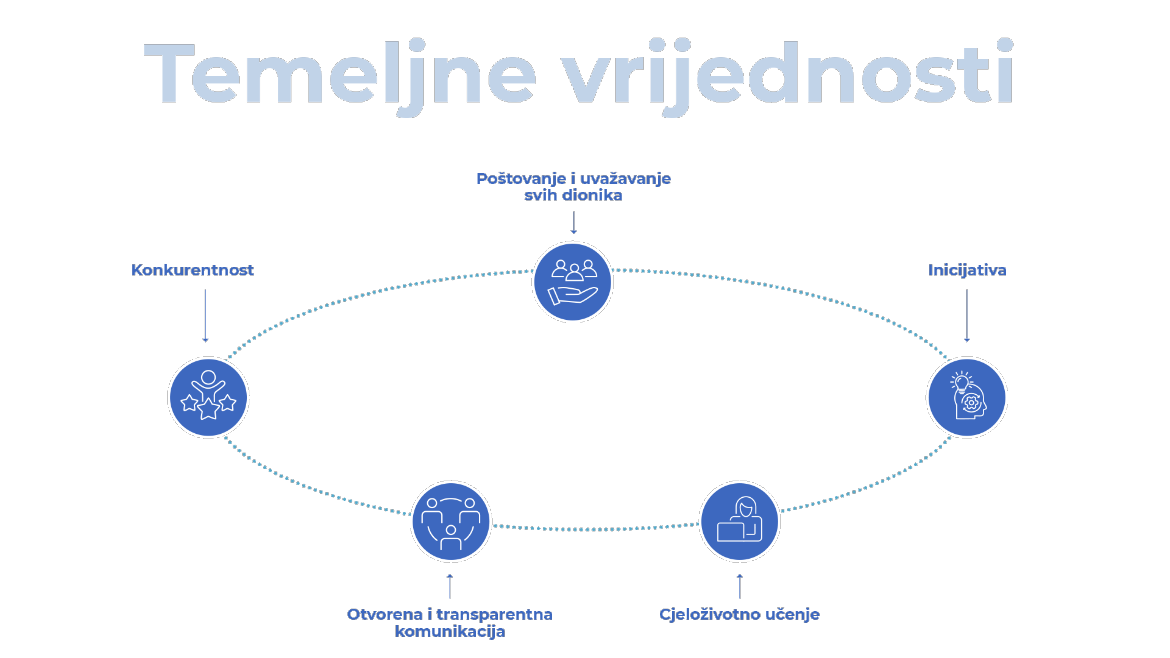 Temeljne vrijednosti
Poštovanje i uvažavanje
svih dionika
Konkurentnost
Inicijativa
Otvorena i transparentna
komunikacija
Cjeloživotno učenje